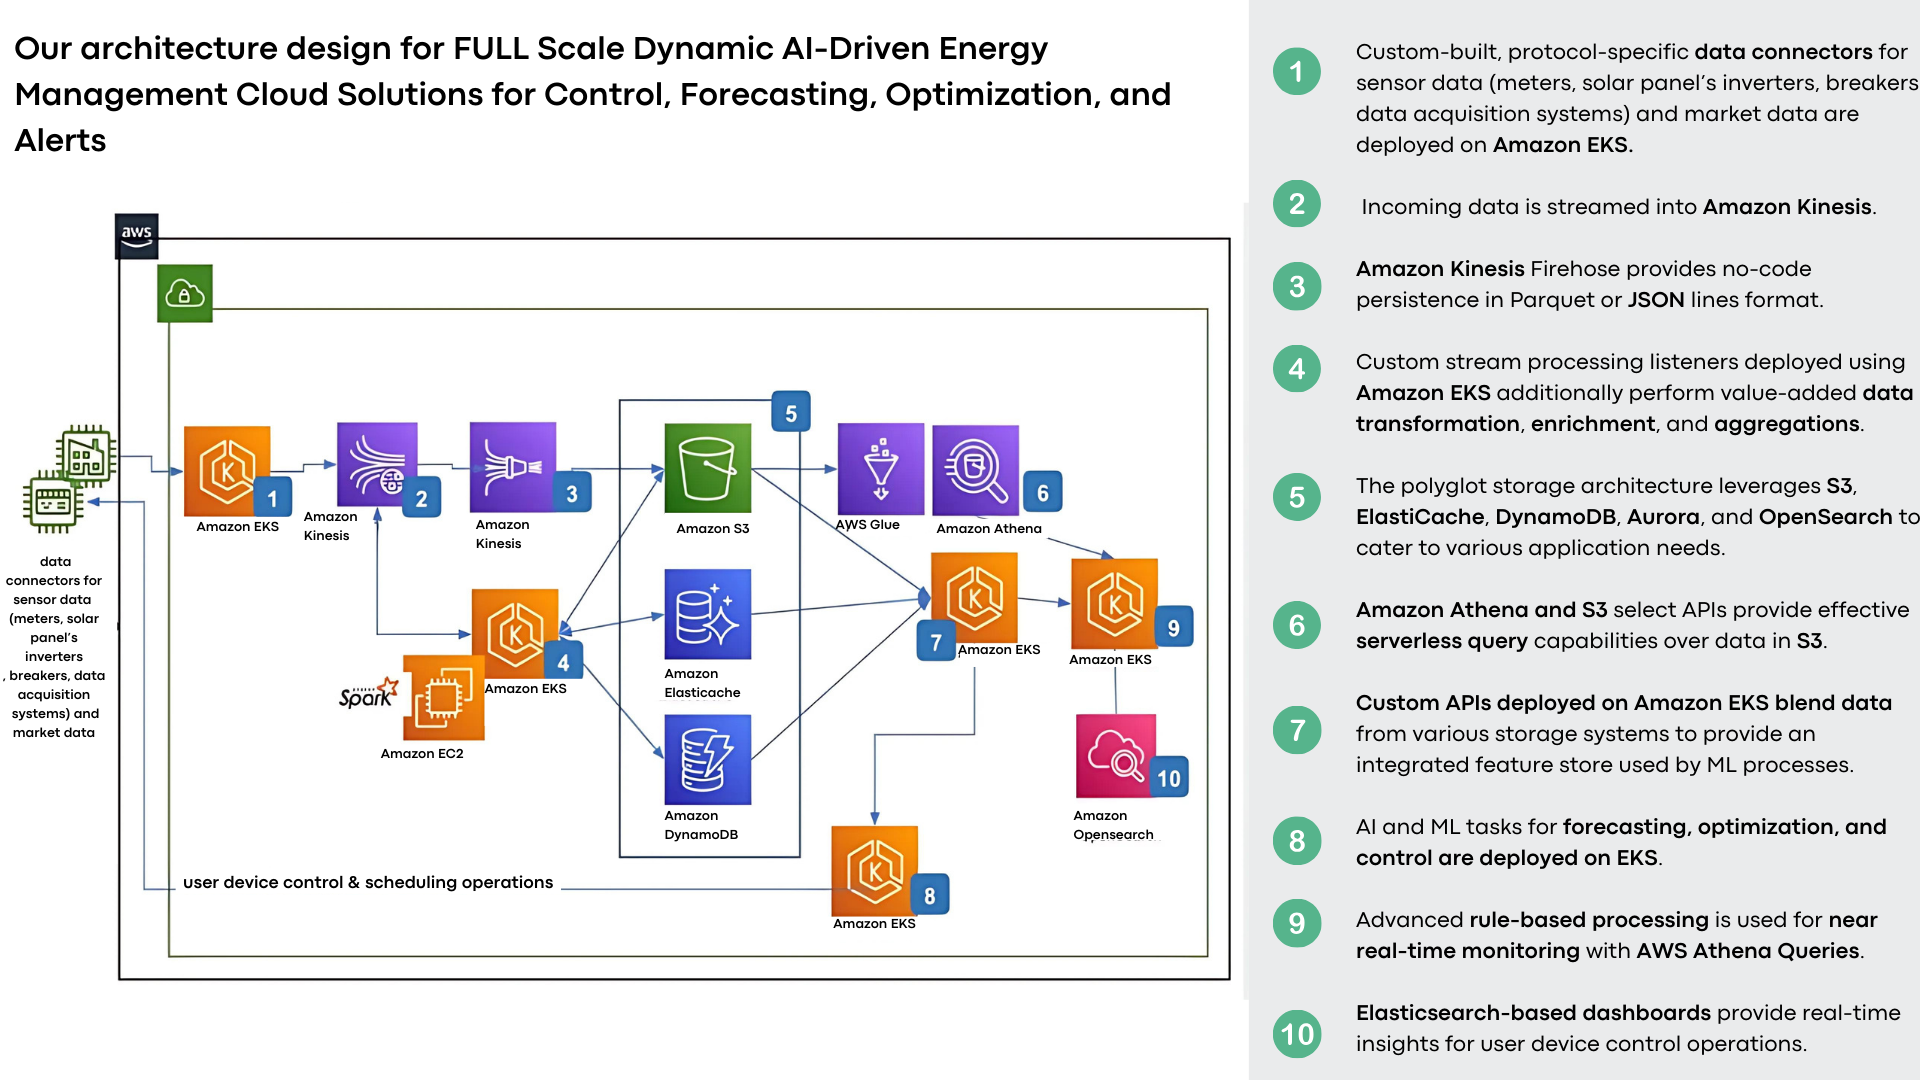 Our architecture design for FULL Scale Dynamic AI-Driven Energy
Management Cloud Solutions for Control, Forecasting, Optimization, and
Alerts
aws
data
connectors for
sensor data
(meters, solar
panel's
inverters
, breakers, data
acquisition
systems) and
market data
1
Amazon EKS
2
Amazon
Kinesis
3
Amazon
Kinesis
5
Amazon S3
AWS Glue
6
Amazon Athena
4
Amazon EKS
Spark
Amazon EC2
Amazon
Elasticache
Amazon
DynamoDB
7
Amazon EKS
9
Amazon EKS
10
Amazon
Opensearch
8
Amazon EKS
user device control & scheduling operations
1
Custom-built, protocol-specific data connectors for
sensor data (meters, solar panel's inverters, breakers
data acquisition systems) and market data are
deployed on Amazon EKS.
2
Incoming data is streamed into Amazon Kinesis.
3
Amazon Kinesis Firehose provides no-code
persistence in Parquet or JSON lines format.
4
Custom stream processing listeners deployed using
Amazon EKS additionally perform value-added data
transformation, enrichment, and aggregations.
5
The polyglot storage architecture leverages S3,
ElastiCache, DynamoDB, Aurora, and OpenSearch to
cater to various application needs.
6
Amazon Athena and S3 select APIs provide effective
serverless query capabilities over data in S3.
7
Custom APIs deployed on Amazon EKS blend data
from various storage systems to provide an
integrated feature store used by ML processes.
8
AI and ML tasks for forecasting, optimization, and
control are deployed on EKS.
9
Advanced rule-based processing is used for near
real-time monitoring with AWS Athena Queries.
10
Elasticsearch-based dashboards provide real-time
insights for user device control operations.